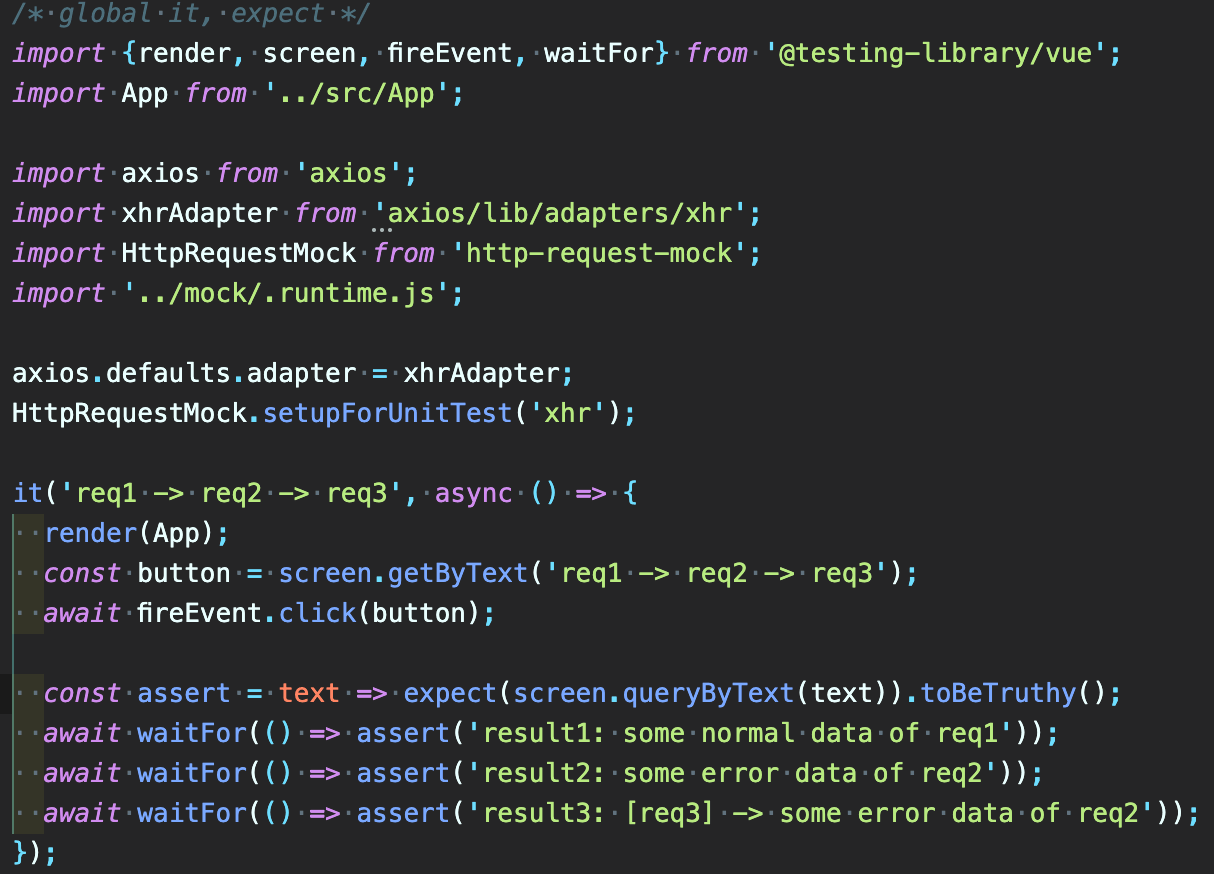 /* global it, expect */
import {render, screen, fireEvent, waitFor} from '@testing-library/vue';
import App from '../src/App';
import axios from 'axios';
import xhrAdapter from 'axios/lib/adapters/xhr';
import HttpRequestMock from 'http-request-mock';
import '../mock/.runtime.js';
axios.defaults.adapter = xhrAdapter;
HttpRequestMock.setupForUnitTest('xhr');
it('req1 -> req2 -> req3', async () => {
  render(App);
  const button = screen.getByText('req1 -> req2 -> req3');
  await fireEvent.click(button);
  const assert = text => expect(screen.queryByText(text)).toBeTruthy();
  await waitFor(() => assert('result1: some normal data of req1'));
  await waitFor(() => assert('result2: some error data of req2'));
  await waitFor(() => assert('result3: [req3] -> some error data of req2'));
});